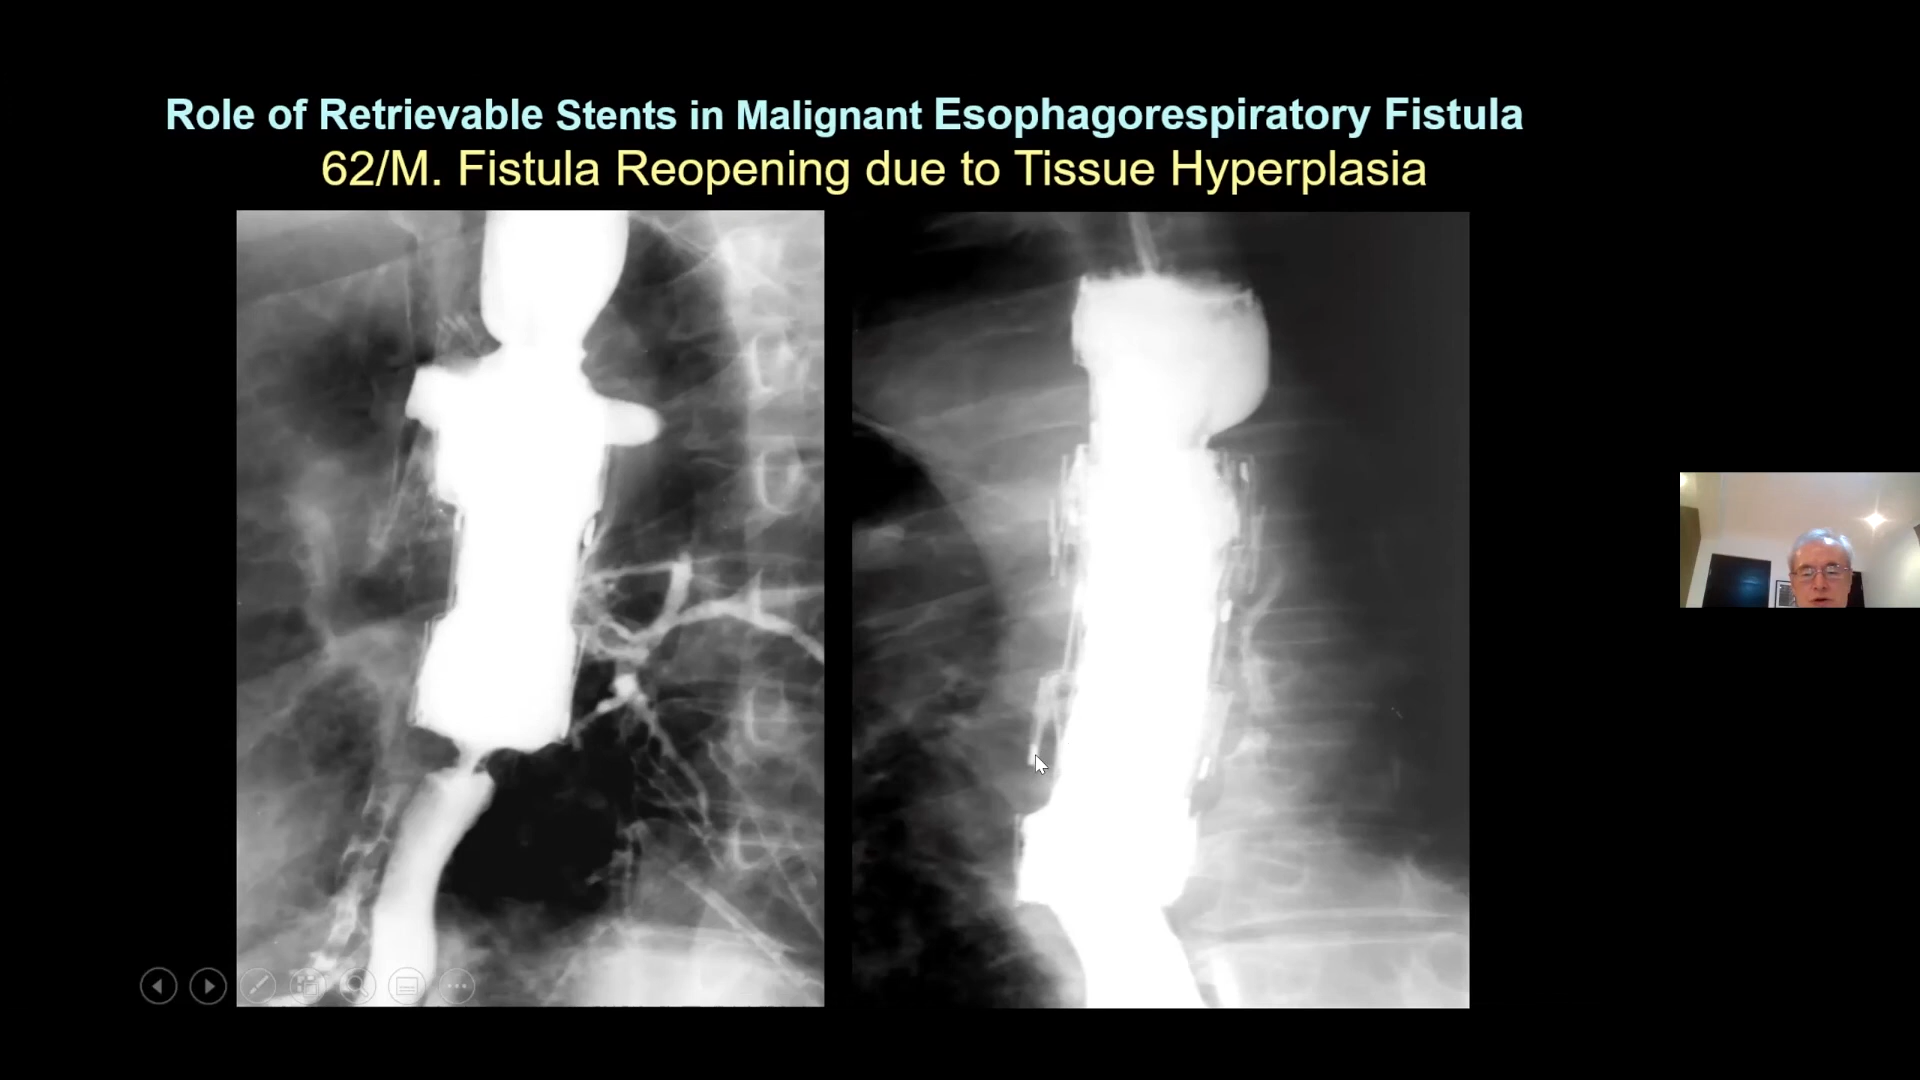 Role of Retrievable Stents in Malignant Esophagorespiratory Fistula
62/M. Fistula Reopening due to Tissue Hyperplasia